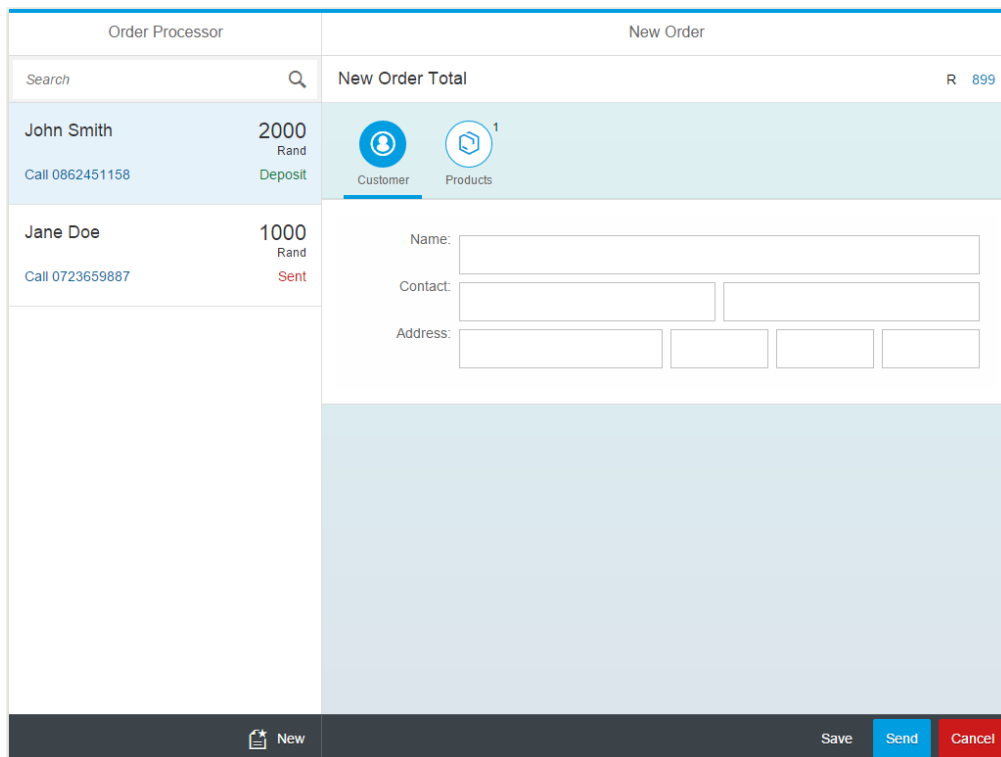 Order Processor
New Order
Search
New Order Total
R 899
John Smith
2000
Rand
Call 0862451158
Deposit
Jane Doe
1000
Rand
Call 0723659887
Sent
1
Customer
Products
Name:
Contact:
Address:
New
Save
Send
Cancel